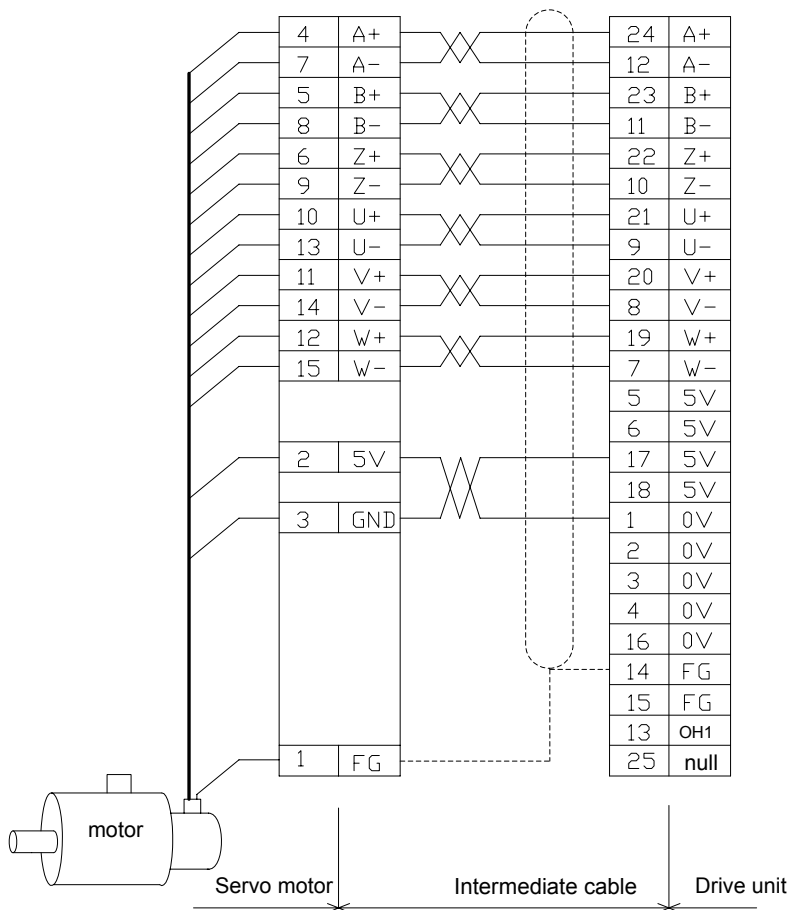 4 A+ 24 A+
7 A- 12 A-
5 B+ 23 B+
8 B- 11 B-
6 Z+ 22 Z+
9 Z- 10 Z-
10 U+ 21 U+
13 U- 9 U-
11 V+ 20 V+
14 V- 8 V-
12 W+ 19 W+
15 W- 7 W-
5 5V
6 5V
2 5V 17 5V
18 5V
3 GND 1 0V
2 0V
3 0V
4 0V
16 0V
14 FG
15 FG
13 OH1
1 FG 25 null
motor
Servo motor Intermediate cable Drive unit